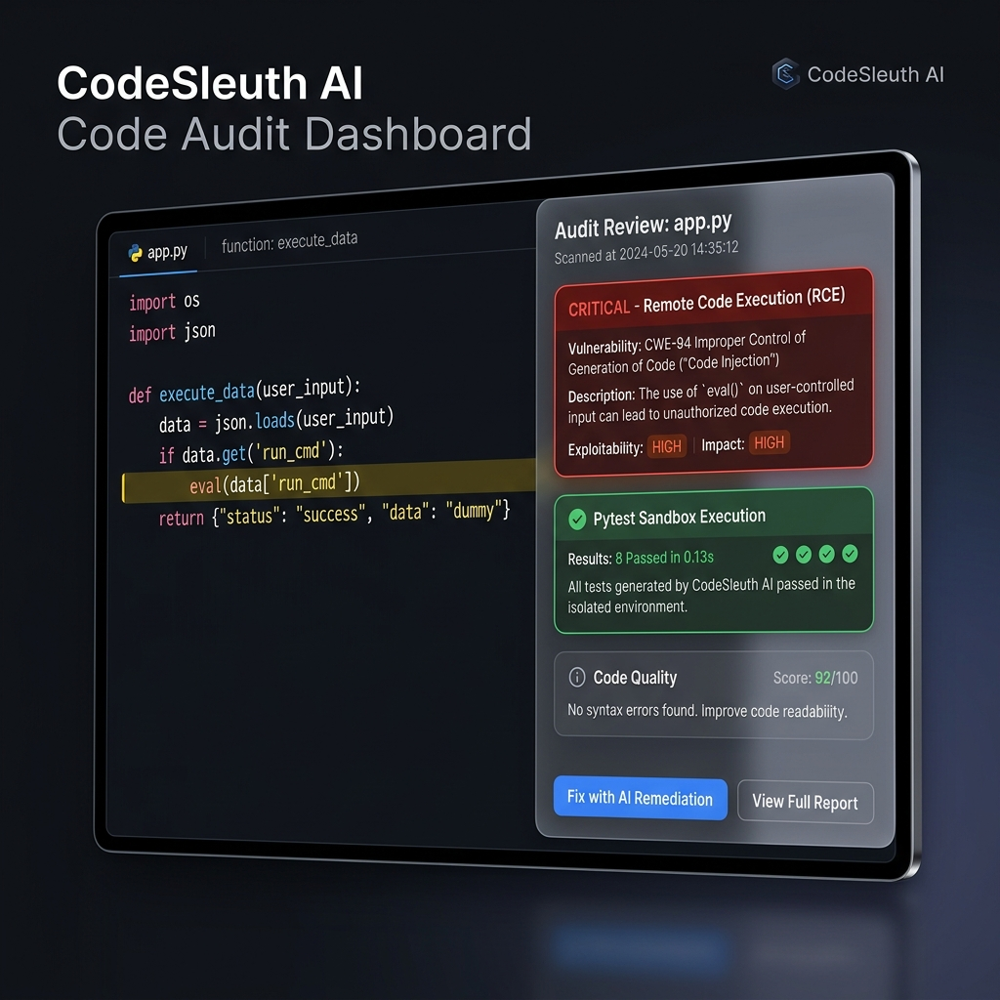 CodeSleuth AI
Code Audit Dashboard
CodeSleuth AI
app.py
function: execute_data
import os
import json
def execute_data(user_input):
data = json.loads(user_input)
if data.get('run_cmd'):
eval(data['run_cmd'])
return {"status": "success", "data": "dummy"}
Audit Review: app.py
Scanned at 2024-05-20 14:35:12
CRITICAL - Remote Code Execution (RCE)
Vulnerability: CWE-94 Improper Control of
Generation of Code ("Code Injection")
Description: The use of `eval()` on user-controlled
input can lead to unauthorized code execution.
Exploitability: HIGH | Impact: HIGH
Pytest Sandbox Execution
Results: 8 Passed in 0.13s
All tests generated by CodeSleuth AI passed in the
isolated environment.
Code Quality
Score: 92/100
No syntax errors found. Improve code readability.
Fix with AI Remediation
View Full Report